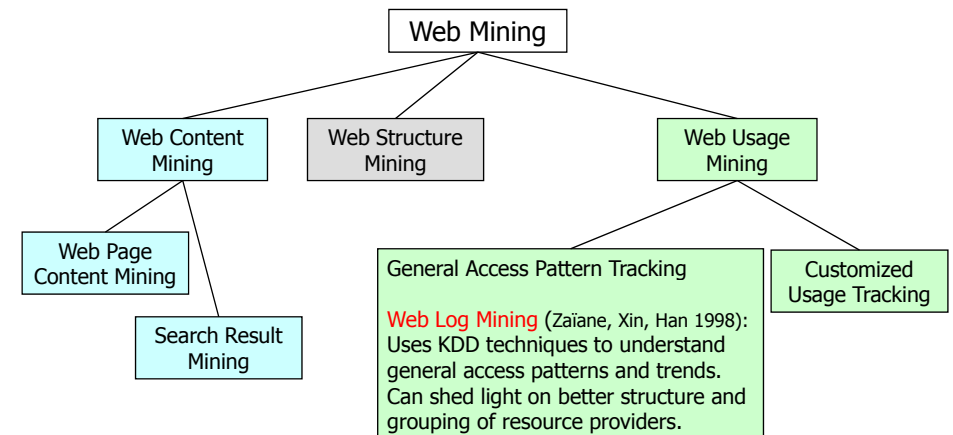 Web Mining
Web Content
Mining
Web Structure
Mining
Web Usage
Mining
Web Page
Content Mining
Search Result
Mining
General Access Pattern Tracking
Web Log Mining (Zaïane, Xin, Han 1998):
Uses KDD techniques to understand
general access patterns and trends.
Can shed light on better structure and
grouping of resource providers.
Customized
Usage Tracking